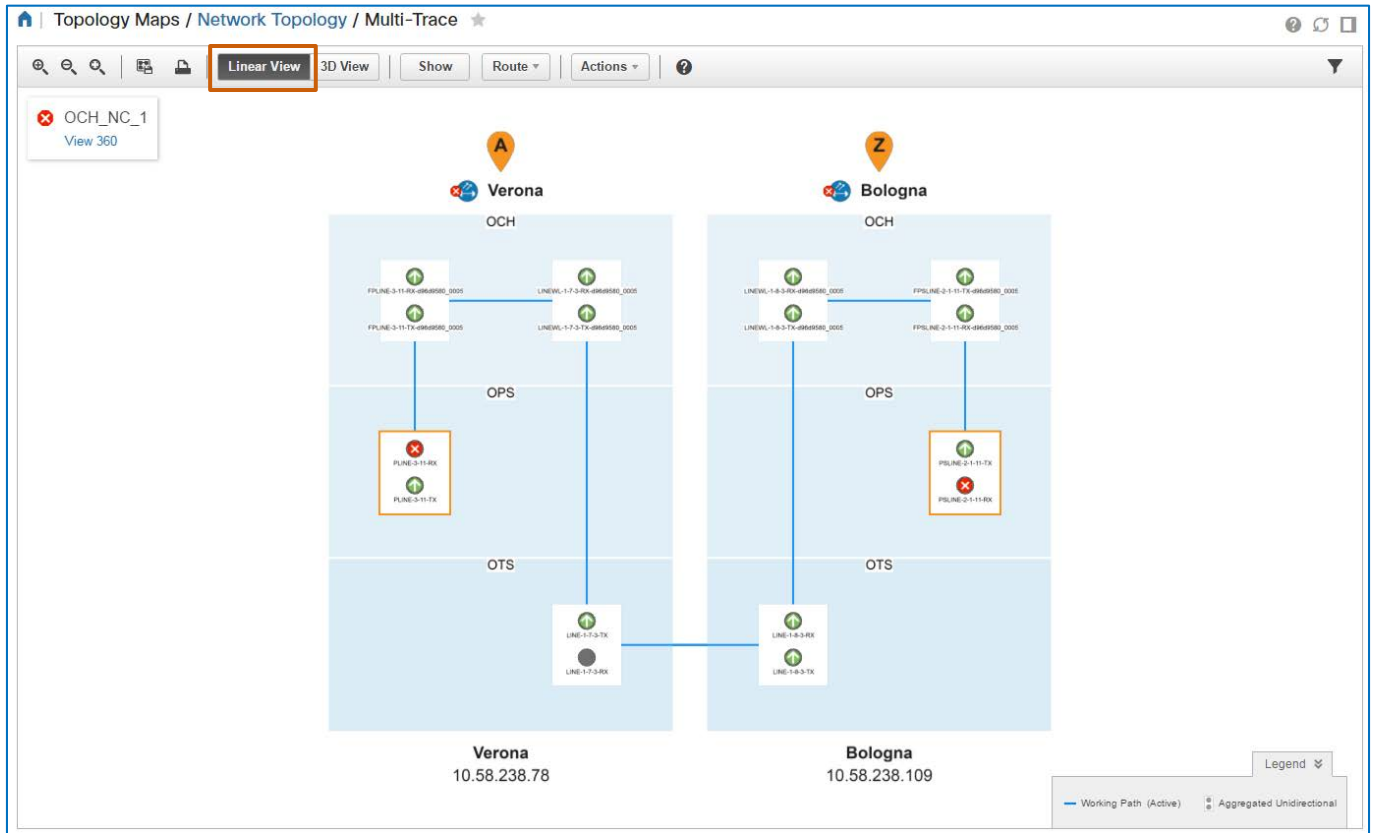 Topology Maps / Network Topology / Multi-Trace
Linear View 3D View Show Route Actions
OCH_NC_1
View 360
A Z
Verona Bologna
OCH OCH
FPLINE-3-11-RX-d96d9580_0005 LINEWL-1-7-3-RX-d96d9580_0005 LINEWL-1-8-3-RX-d96d9580_0005 FPSLINE-2-1-11-TX-d96d9580_0005
FPLINE-3-11-TX-d96d9580_0005 LINEWL-1-7-3-TX-d96d9580_0005 LINEWL-1-8-3-TX-d96d9580_0005 FPSLINE-2-1-11-RX-d96d9580_0005
OPS OPS
PLINE-3-11-RX PSLINE-2-1-11-TX
PLINE-3-11-TX PSLINE-2-1-11-RX
OTS OTS
LINE-1-7-3-TX LINE-1-8-3-RX
LINE-1-7-3-RX LINE-1-8-3-TX
Verona Bologna
10.58.238.78 10.58.238.109
Legend
Working Path (Active) Aggregated Unidirectional